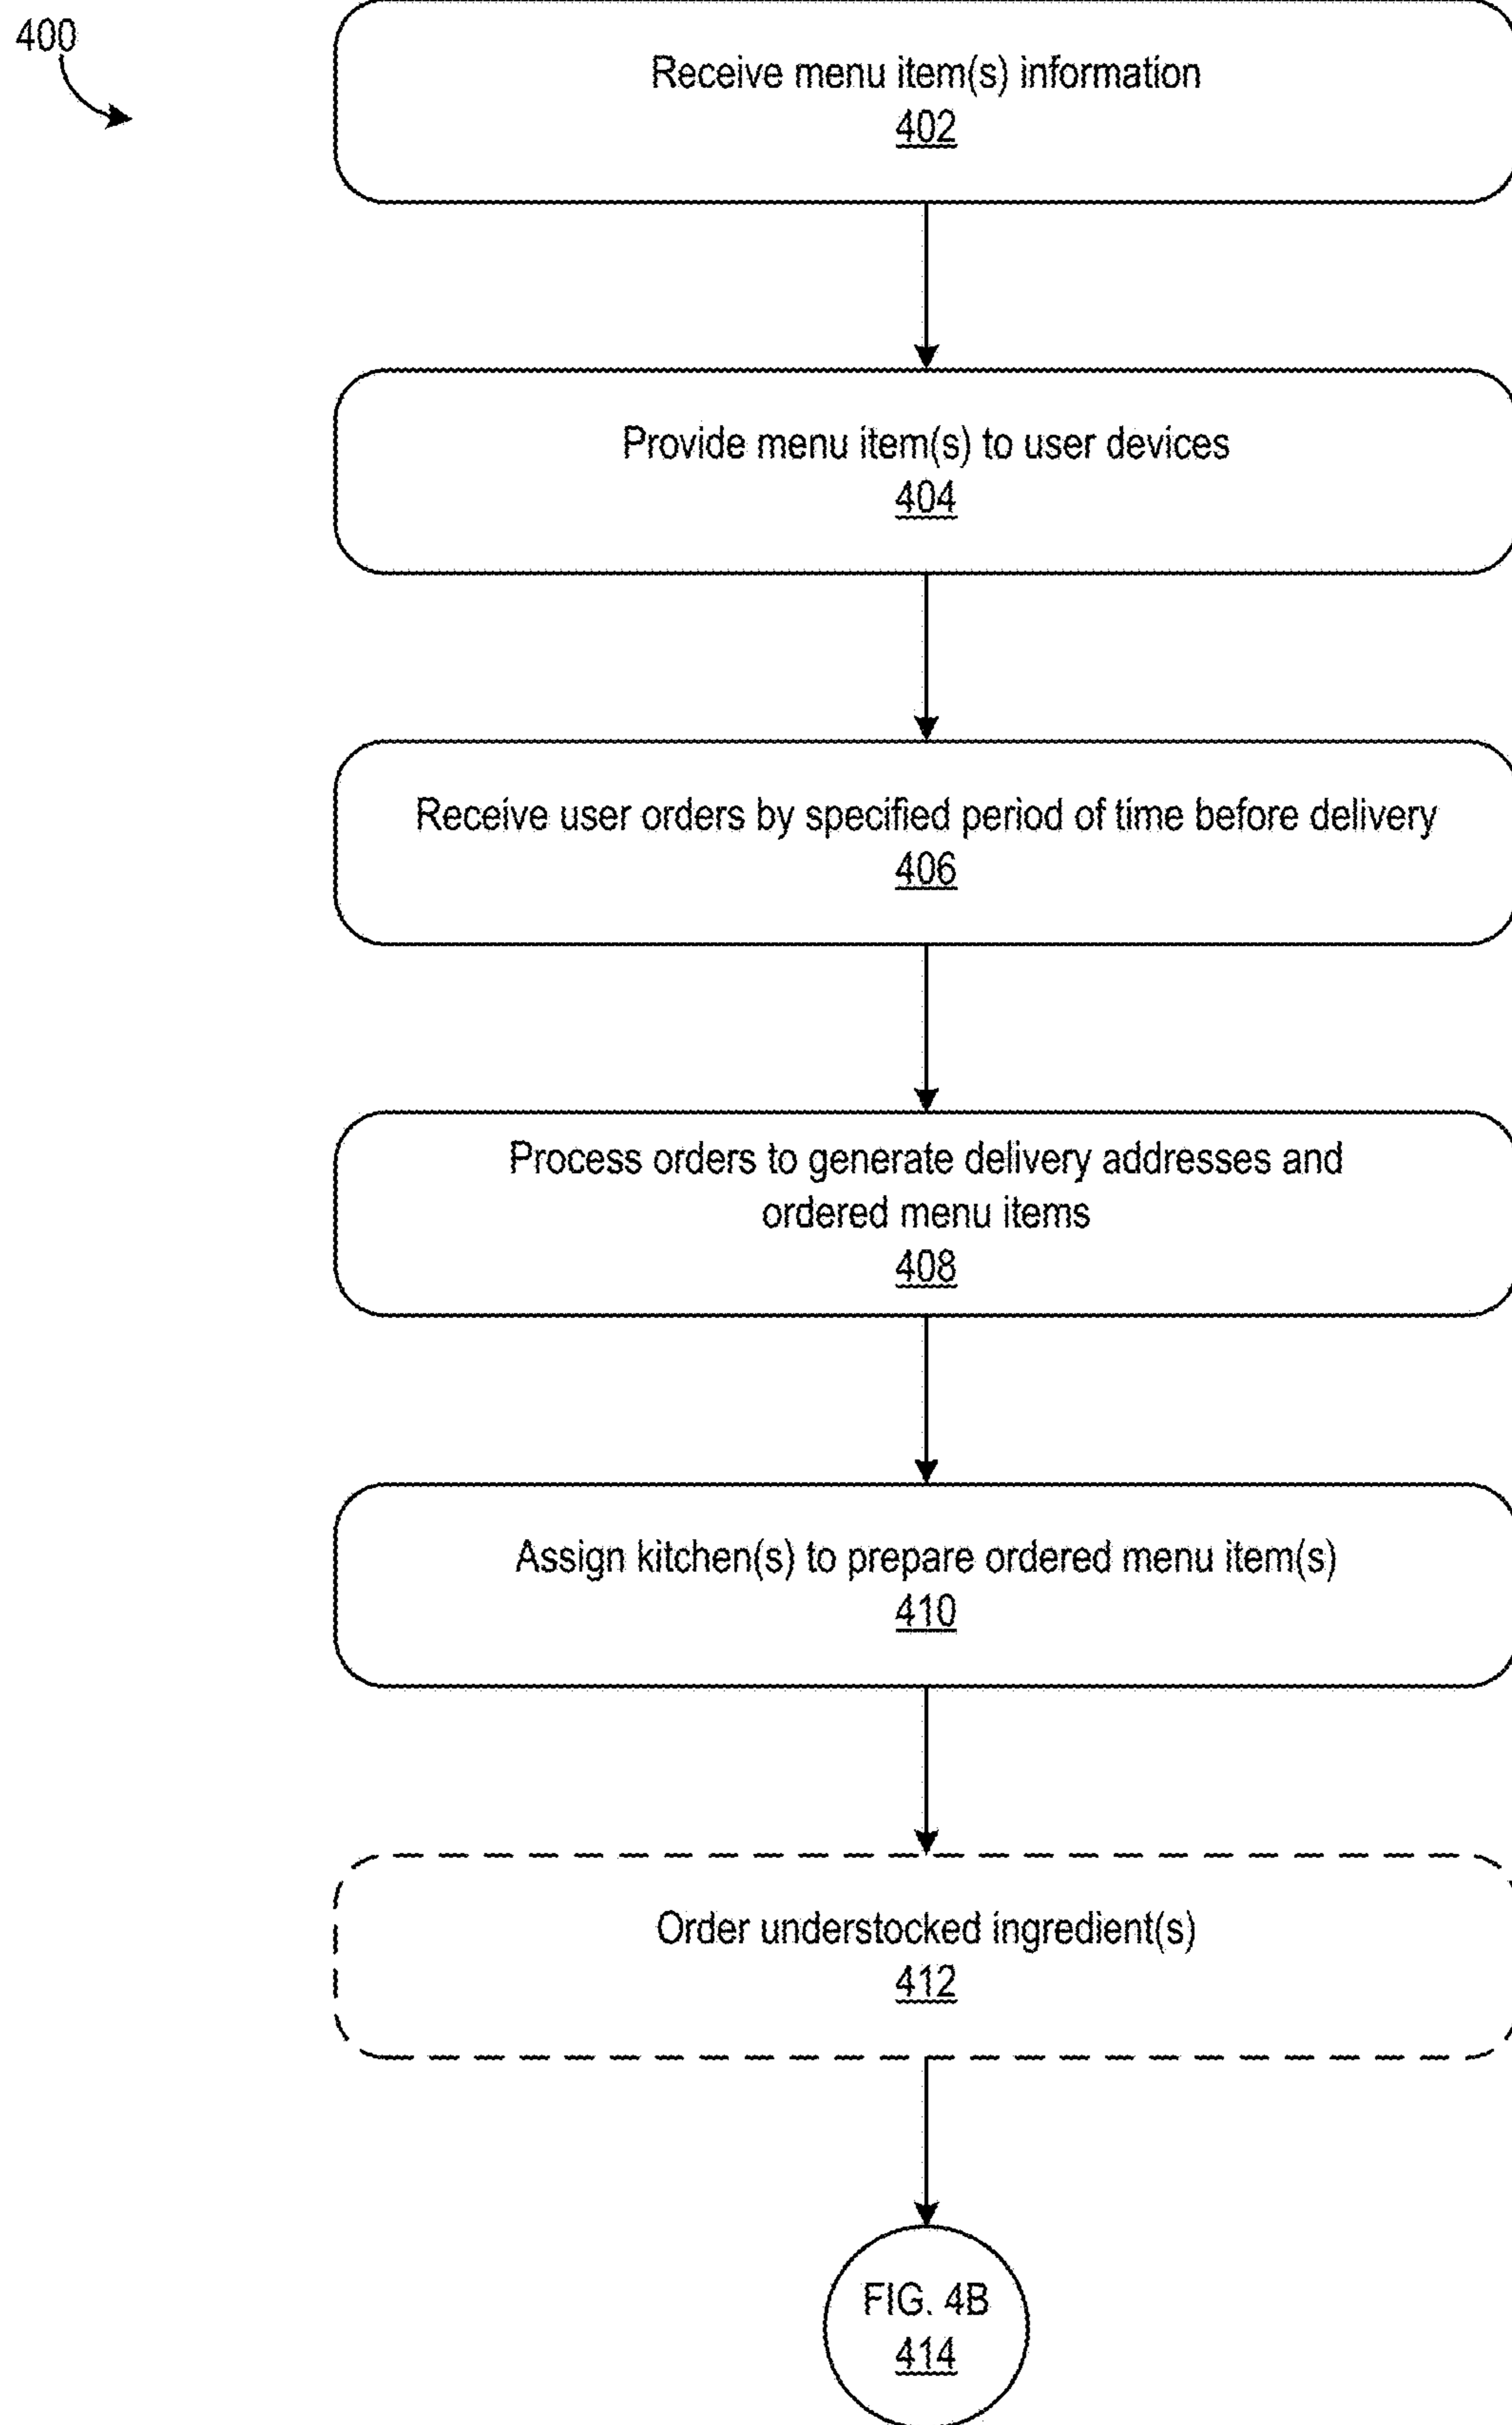 400
Receive menu item(s) information
402
Provide menu item(s) to user devices
404
Receive user orders by specified period of time before delivery
406
Process orders to generate delivery addresses and
ordered menu items
408
Assign kitchen(s) to prepare ordered menu item(s)
410
Order understocked ingredient(s)
412
FIG. 4B
414